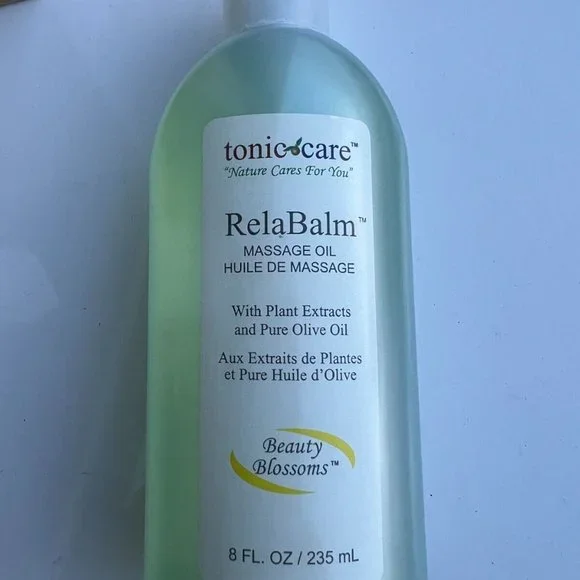 tonic care™
"Nature Cares For You"
RelaBalm™
MASSAGE OIL
HUILE DE MASSAGE
With Plant Extracts
and Pure Olive Oil
Aux Extraits de Plantes
et Pure Huile d'Olive
Beauty
Blossoms™
8 FL. OZ / 235 mL